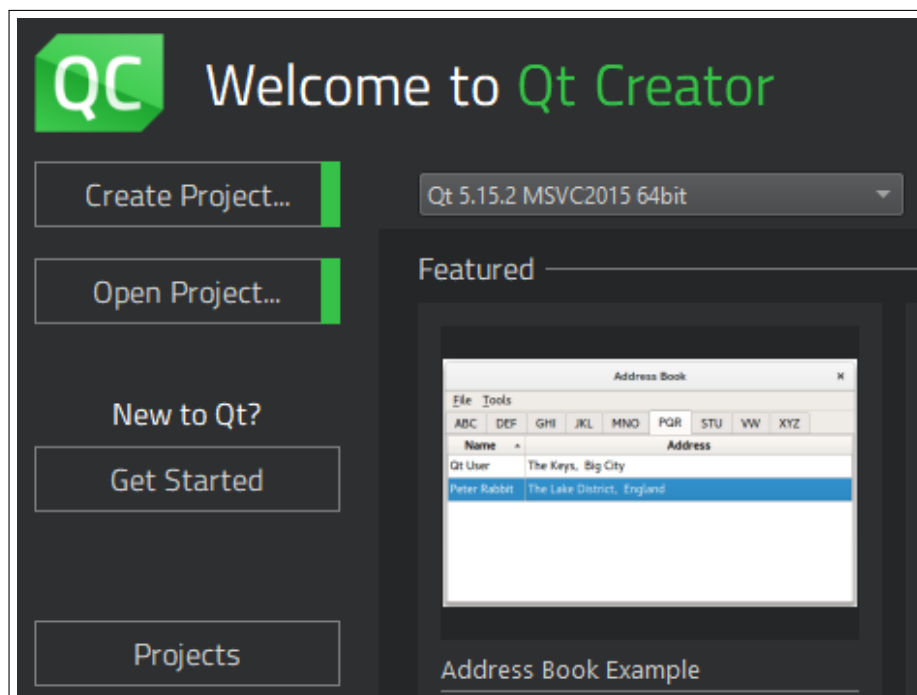 QC
Welcome to Qt Creator
Create Project...
Open Project...
New to Qt?
Get Started
Projects
Qt 5.15.2 MSVC2015 64bit
Featured
Address Book
File Tools
ABC DEF GHI JKL MNO PQR STU VW XYZ
Name Address
Qt User The Keys, Big City
Peter Rabbit The Lake District, England
Address Book Example